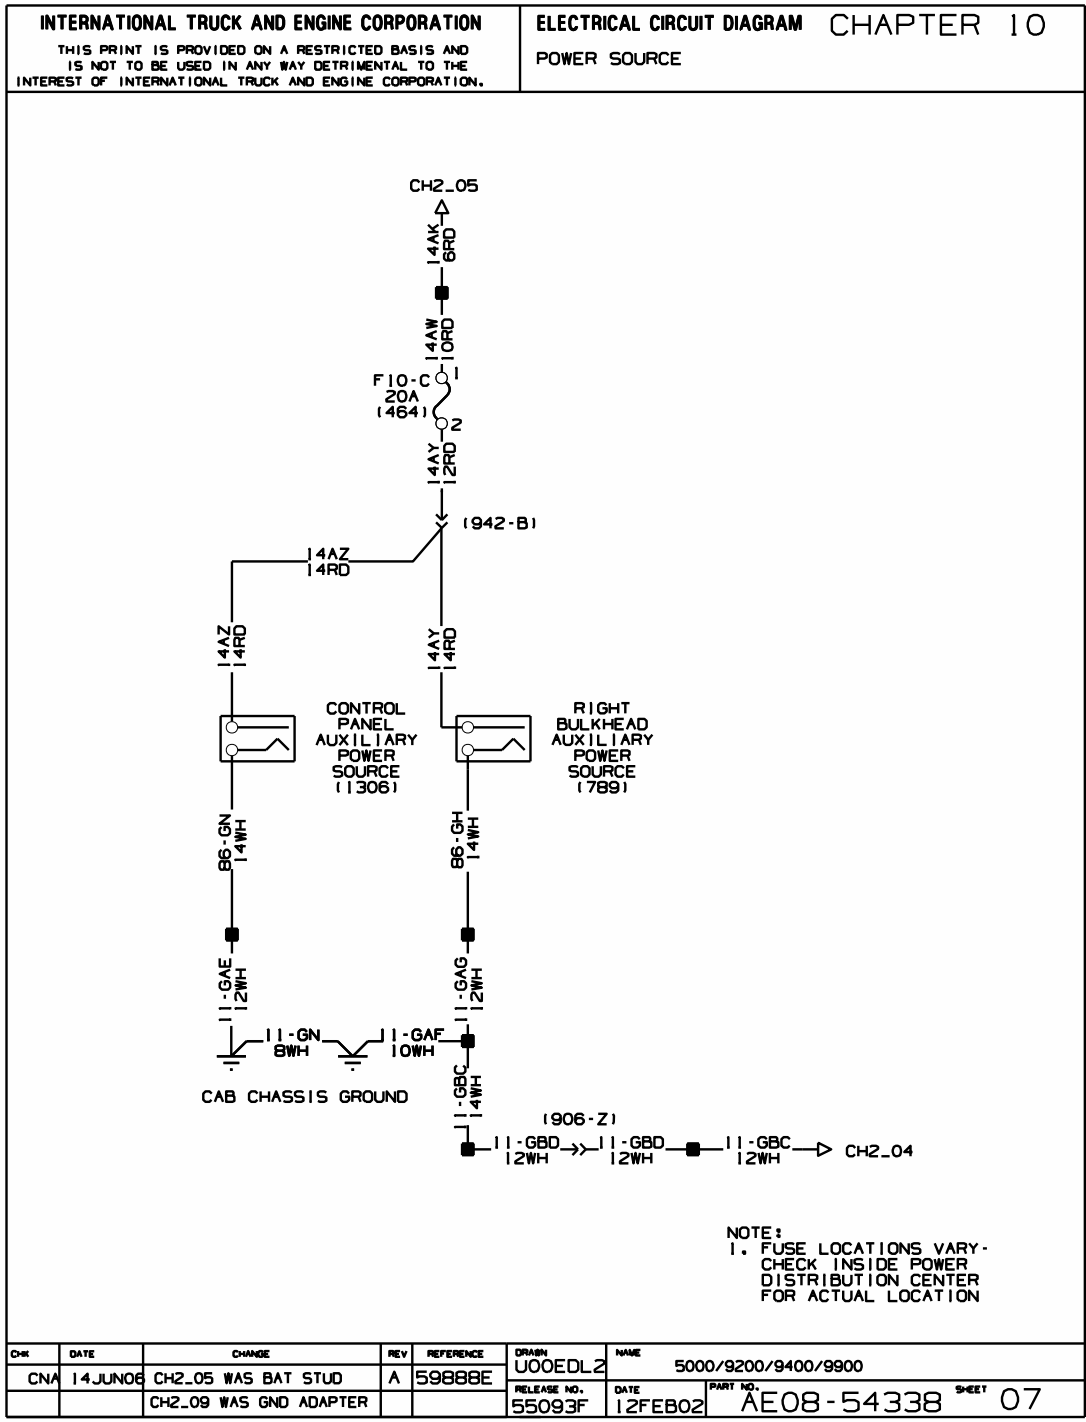 INTERNATIONAL TRUCK AND ENGINE CORPORATION
THIS PRINT IS PROVIDED ON A RESTRICTED BASIS AND
IS NOT TO BE USED IN ANY WAY DETRIMENTAL TO THE
INTEREST OF INTERNATIONAL TRUCK AND ENGINE CORPORATION.
ELECTRICAL CIRCUIT DIAGRAM CHAPTER 10
POWER SOURCE
CH2_05
14AK
6RD
14AW
10RD
F10-C
20A
(464)
1
2
14AY
12RD
(942-B)
14AZ
14RD
14AZ
14RD
14AY
14RD
CONTROL
PANEL
AUXILIARY
POWER
SOURCE
(1306)
RIGHT
BULKHEAD
AUXILIARY
POWER
SOURCE
(789)
86-GN
14WH
86-GH
14WH
11-GAE
12WH
11-GAG
12WH
11-GN
8WH
11-GAF
10WH
CAB CHASSIS GROUND
11-GBC
14WH
(906-Z)
11-GBD
12WH
11-GBD
12WH
11-GBC
12WH
CH2_04
NOTE:
1. FUSE LOCATIONS VARY-
CHECK INSIDE POWER
DISTRIBUTION CENTER
FOR ACTUAL LOCATION
CHK DATE CHANGE REV REFERENCE
CNA 14JUN06 CH2_05 WAS BAT STUD A 59888E
CH2_09 WAS GND ADAPTER
DRAWN
U00EDL2
NAME
5000/9200/9400/9900
RELEASE NO.
55093F
DATE
12FEB02
PART NO.
AE08-54338
SHEET
07